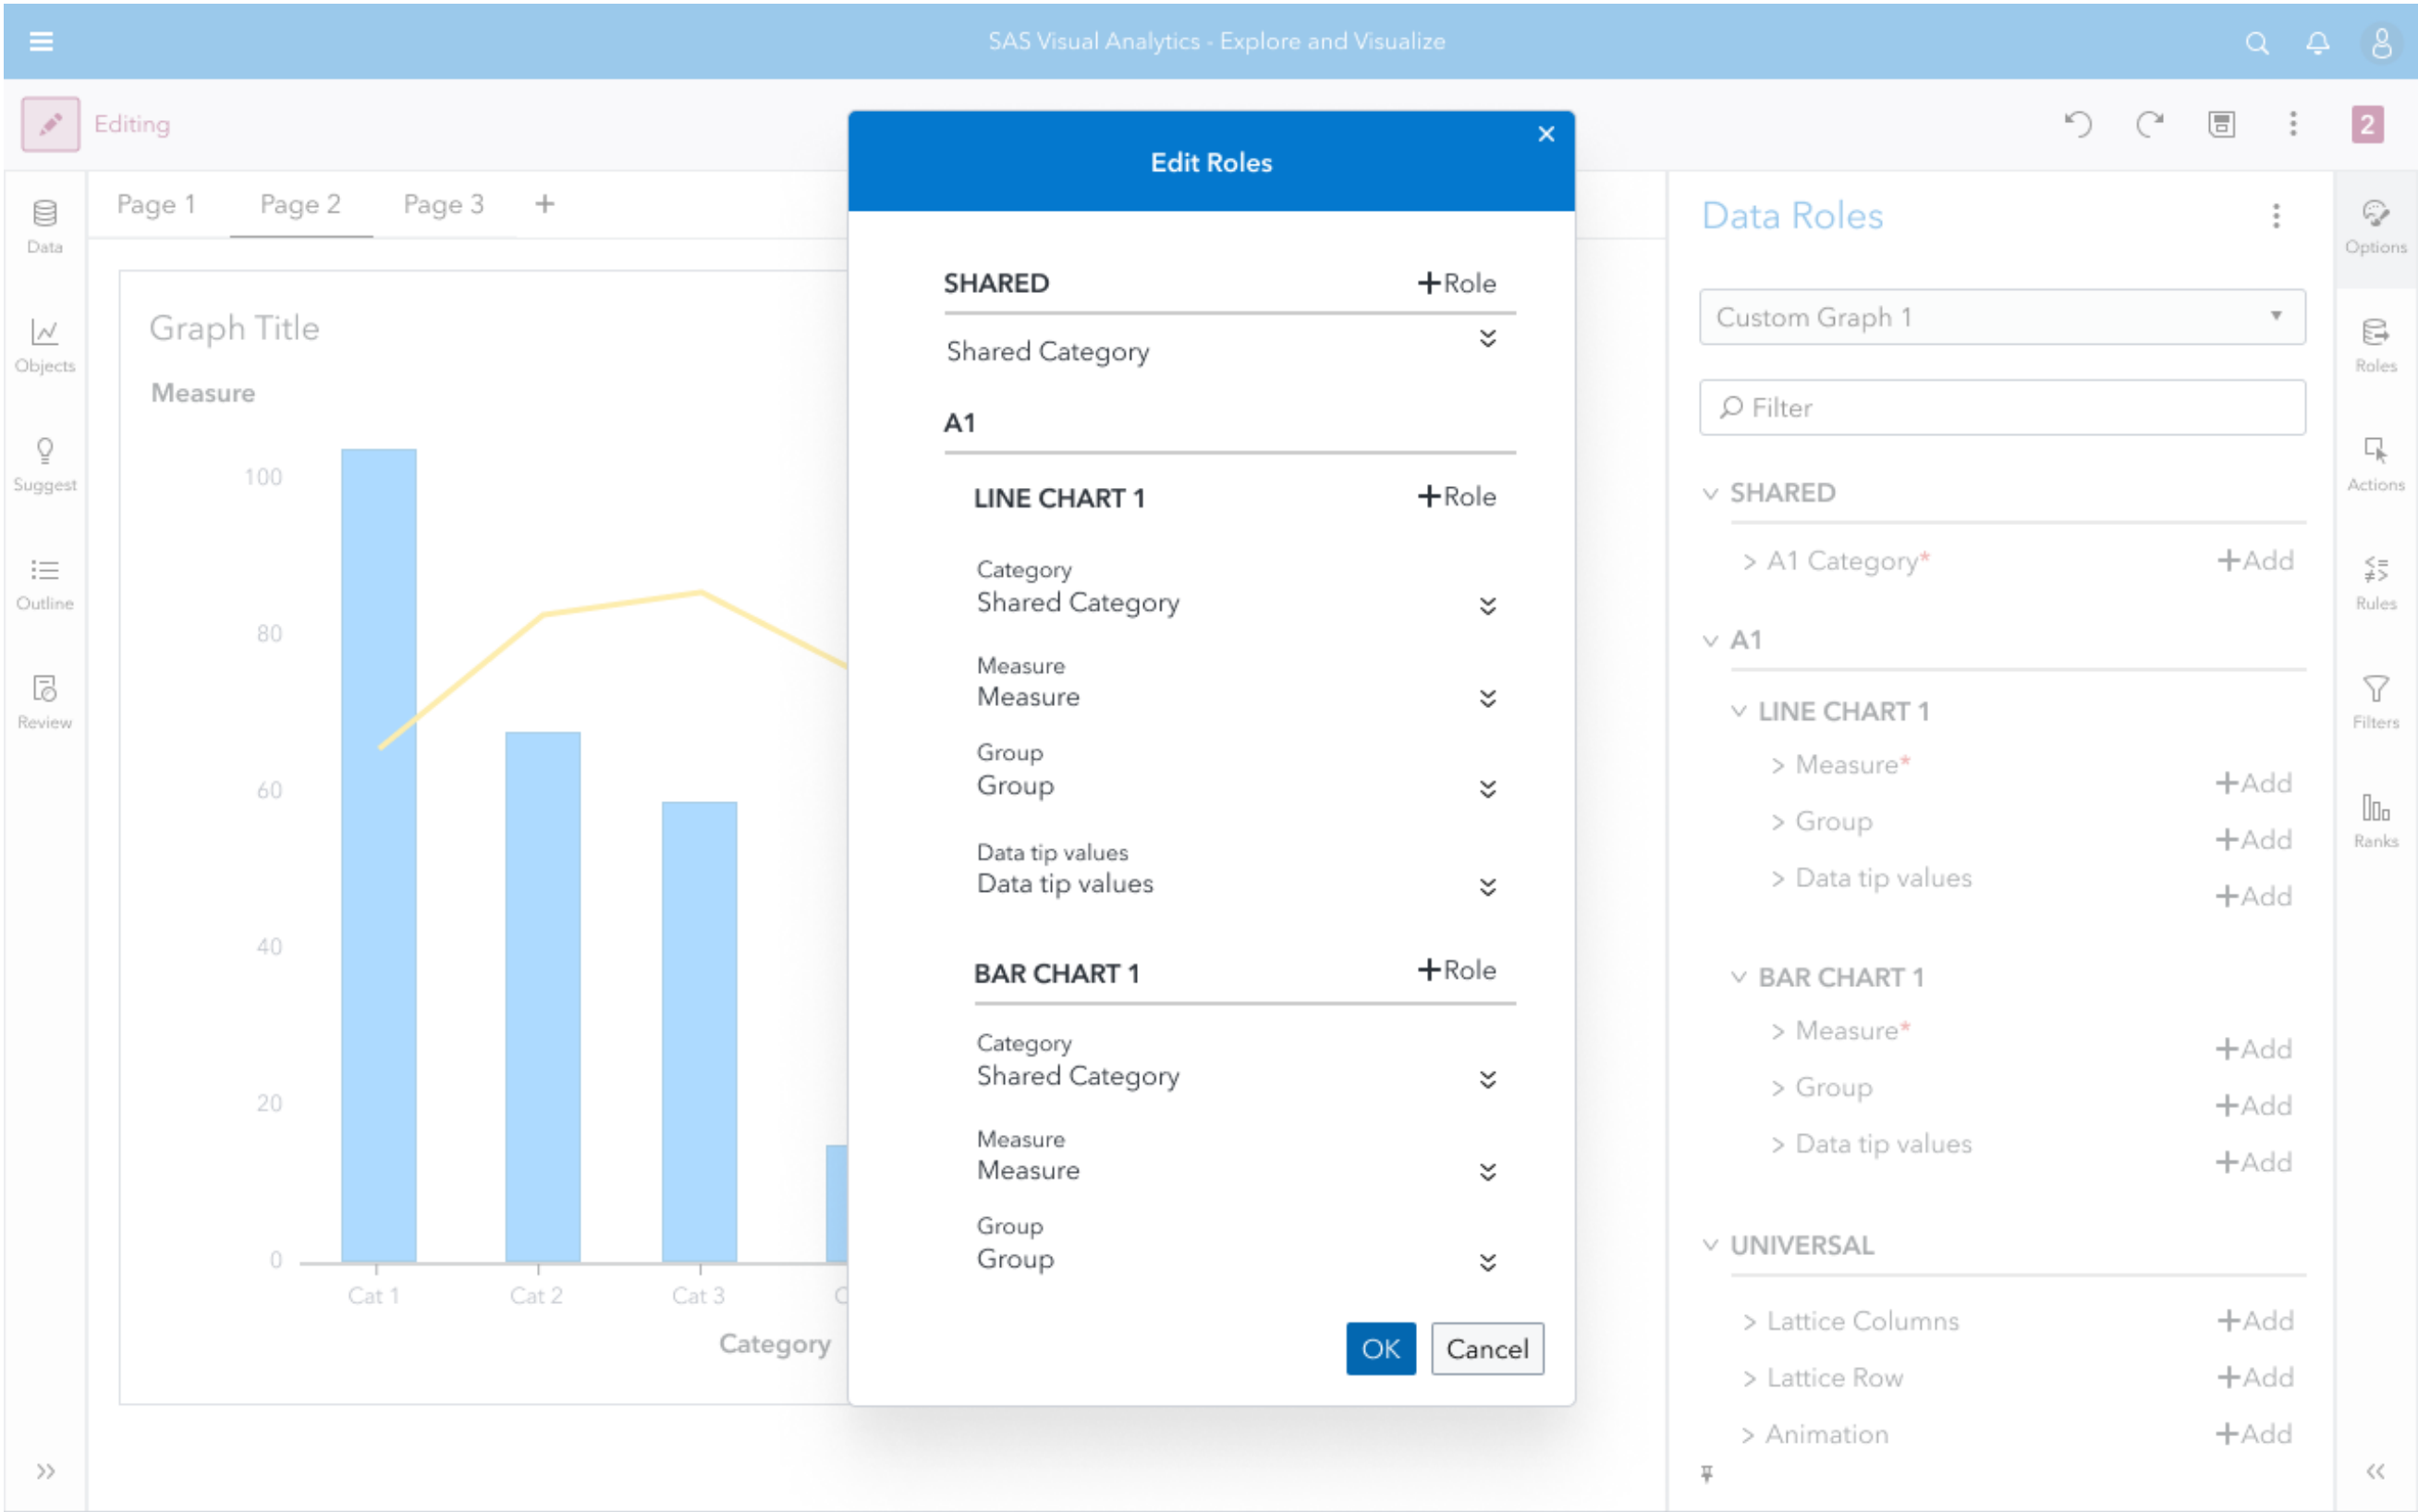 SAS Visual Analytics - Explore and Visualize
Editing
2
Data
Objects
Suggest
Outline
Review
Page 1 Page 2 Page 3 +
Graph Title
Measure
100
80
60
40
20
0
Cat 1 Cat 2 Cat 3 C
Category
Edit Roles
SHARED +Role
Shared Category
A1
LINE CHART 1 +Role
Category
Shared Category
Measure
Measure
Group
Group
Data tip values
Data tip values
BAR CHART 1 +Role
Category
Shared Category
Measure
Measure
Group
Group
OK Cancel
Data Roles
Custom Graph 1
Filter
SHARED
A1 Category* +Add
A1
LINE CHART 1
Measure* +Add
Group +Add
Data tip values +Add
BAR CHART 1
Measure* +Add
Group +Add
Data tip values +Add
UNIVERSAL
Lattice Columns +Add
Lattice Row +Add
Animation +Add
Options
Roles
Actions
Rules
Filters
Ranks